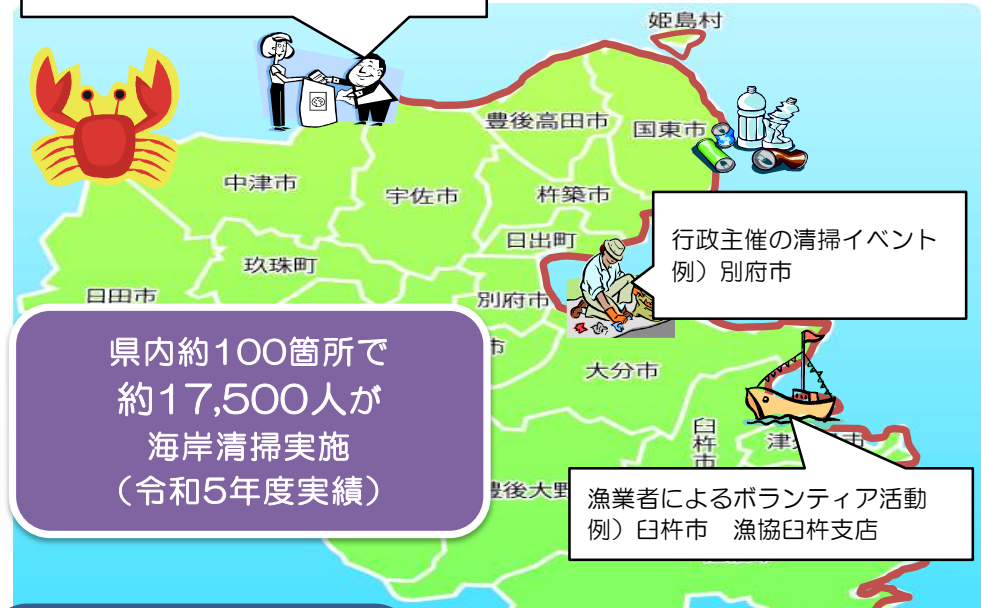 姫島村
豊後高田市
国東市
中津市
宇佐市
杵築市
行政主催の清掃イベント
例）別府市
日出町
玖珠町
日田市
別府市
県内約100箇所で
約17,500人が
海岸清掃実施
（令和5年度実績）
市
大分市
臼杵市
津
市
豊後大野
漁業者によるボランティア活動
例）臼杵市　漁協臼杵支店